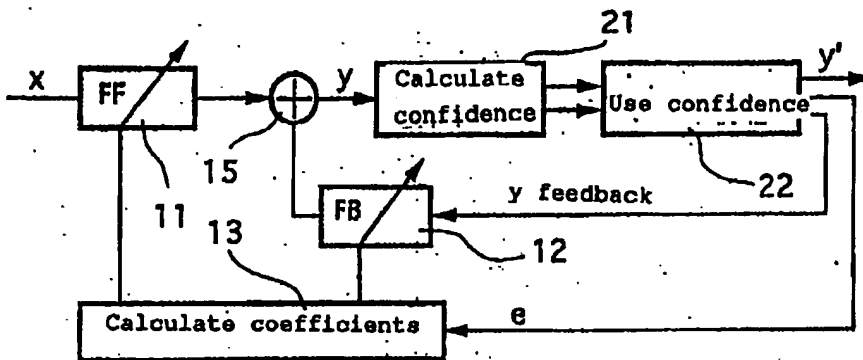 21
x
FF
y
Calculate
confidence
Use confidence
y'
15
11
22
FB
y feedback
12
13
Calculate coefficients
e